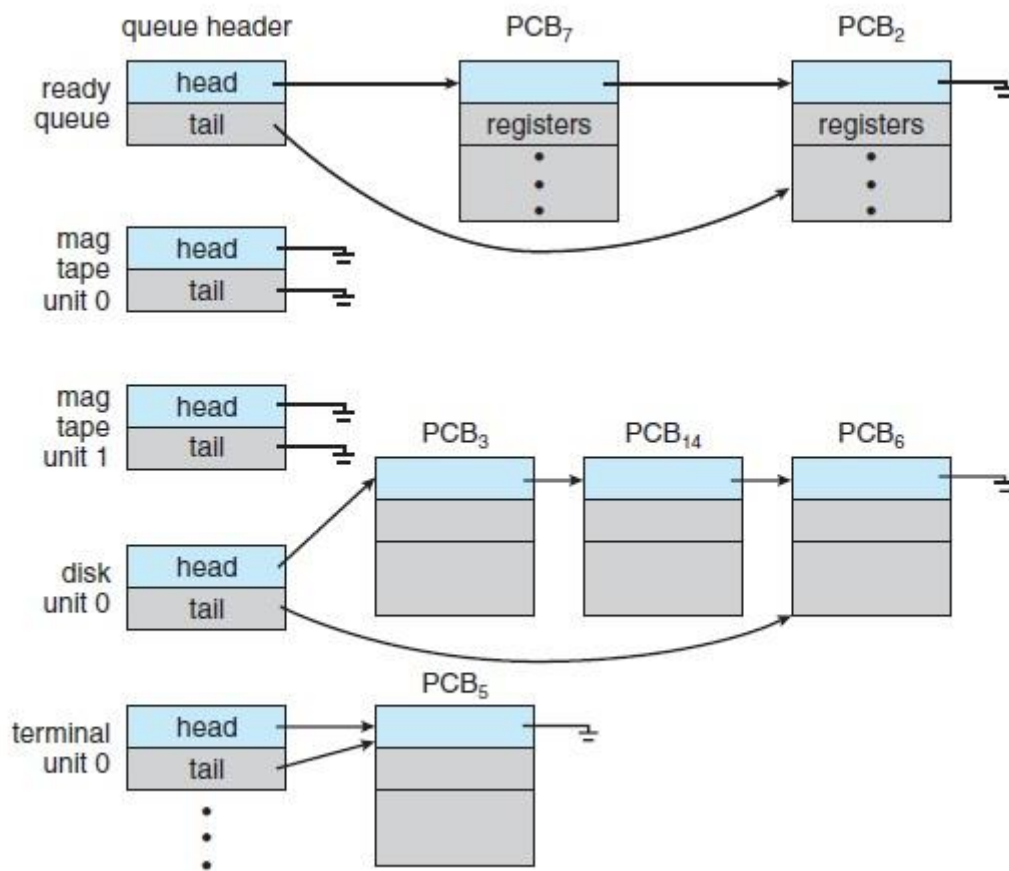 queue header
PCB₇
PCB₂
ready
queue
head
tail
registers
registers
mag
tape
unit 0
head
tail
mag
tape
unit 1
head
tail
PCB₃
PCB₁₄
PCB₆
disk
unit 0
head
tail
PCB₅
terminal
unit 0
head
tail